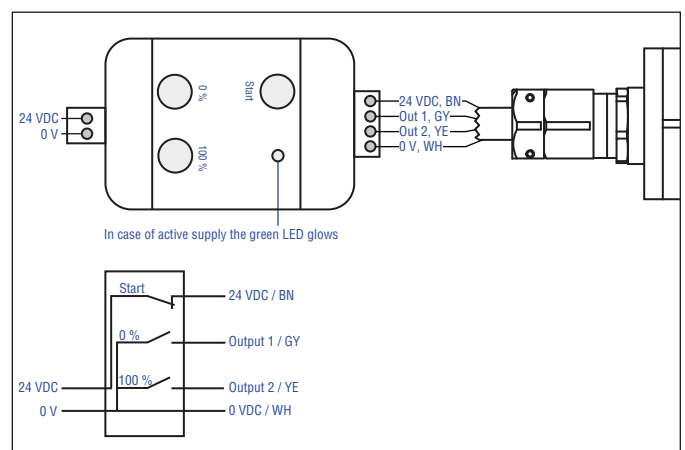 24 VDC
0 V
0 %
100 %
Start
24 VDC, BN
Out 1, GY
Out 2, YE
0 V, WH
In case of active supply the green LED glows
Start
0 %
100 %
24 VDC
0 V
24 VDC / BN
Output 1 / GY
Output 2 / YE
0 VDC / WH